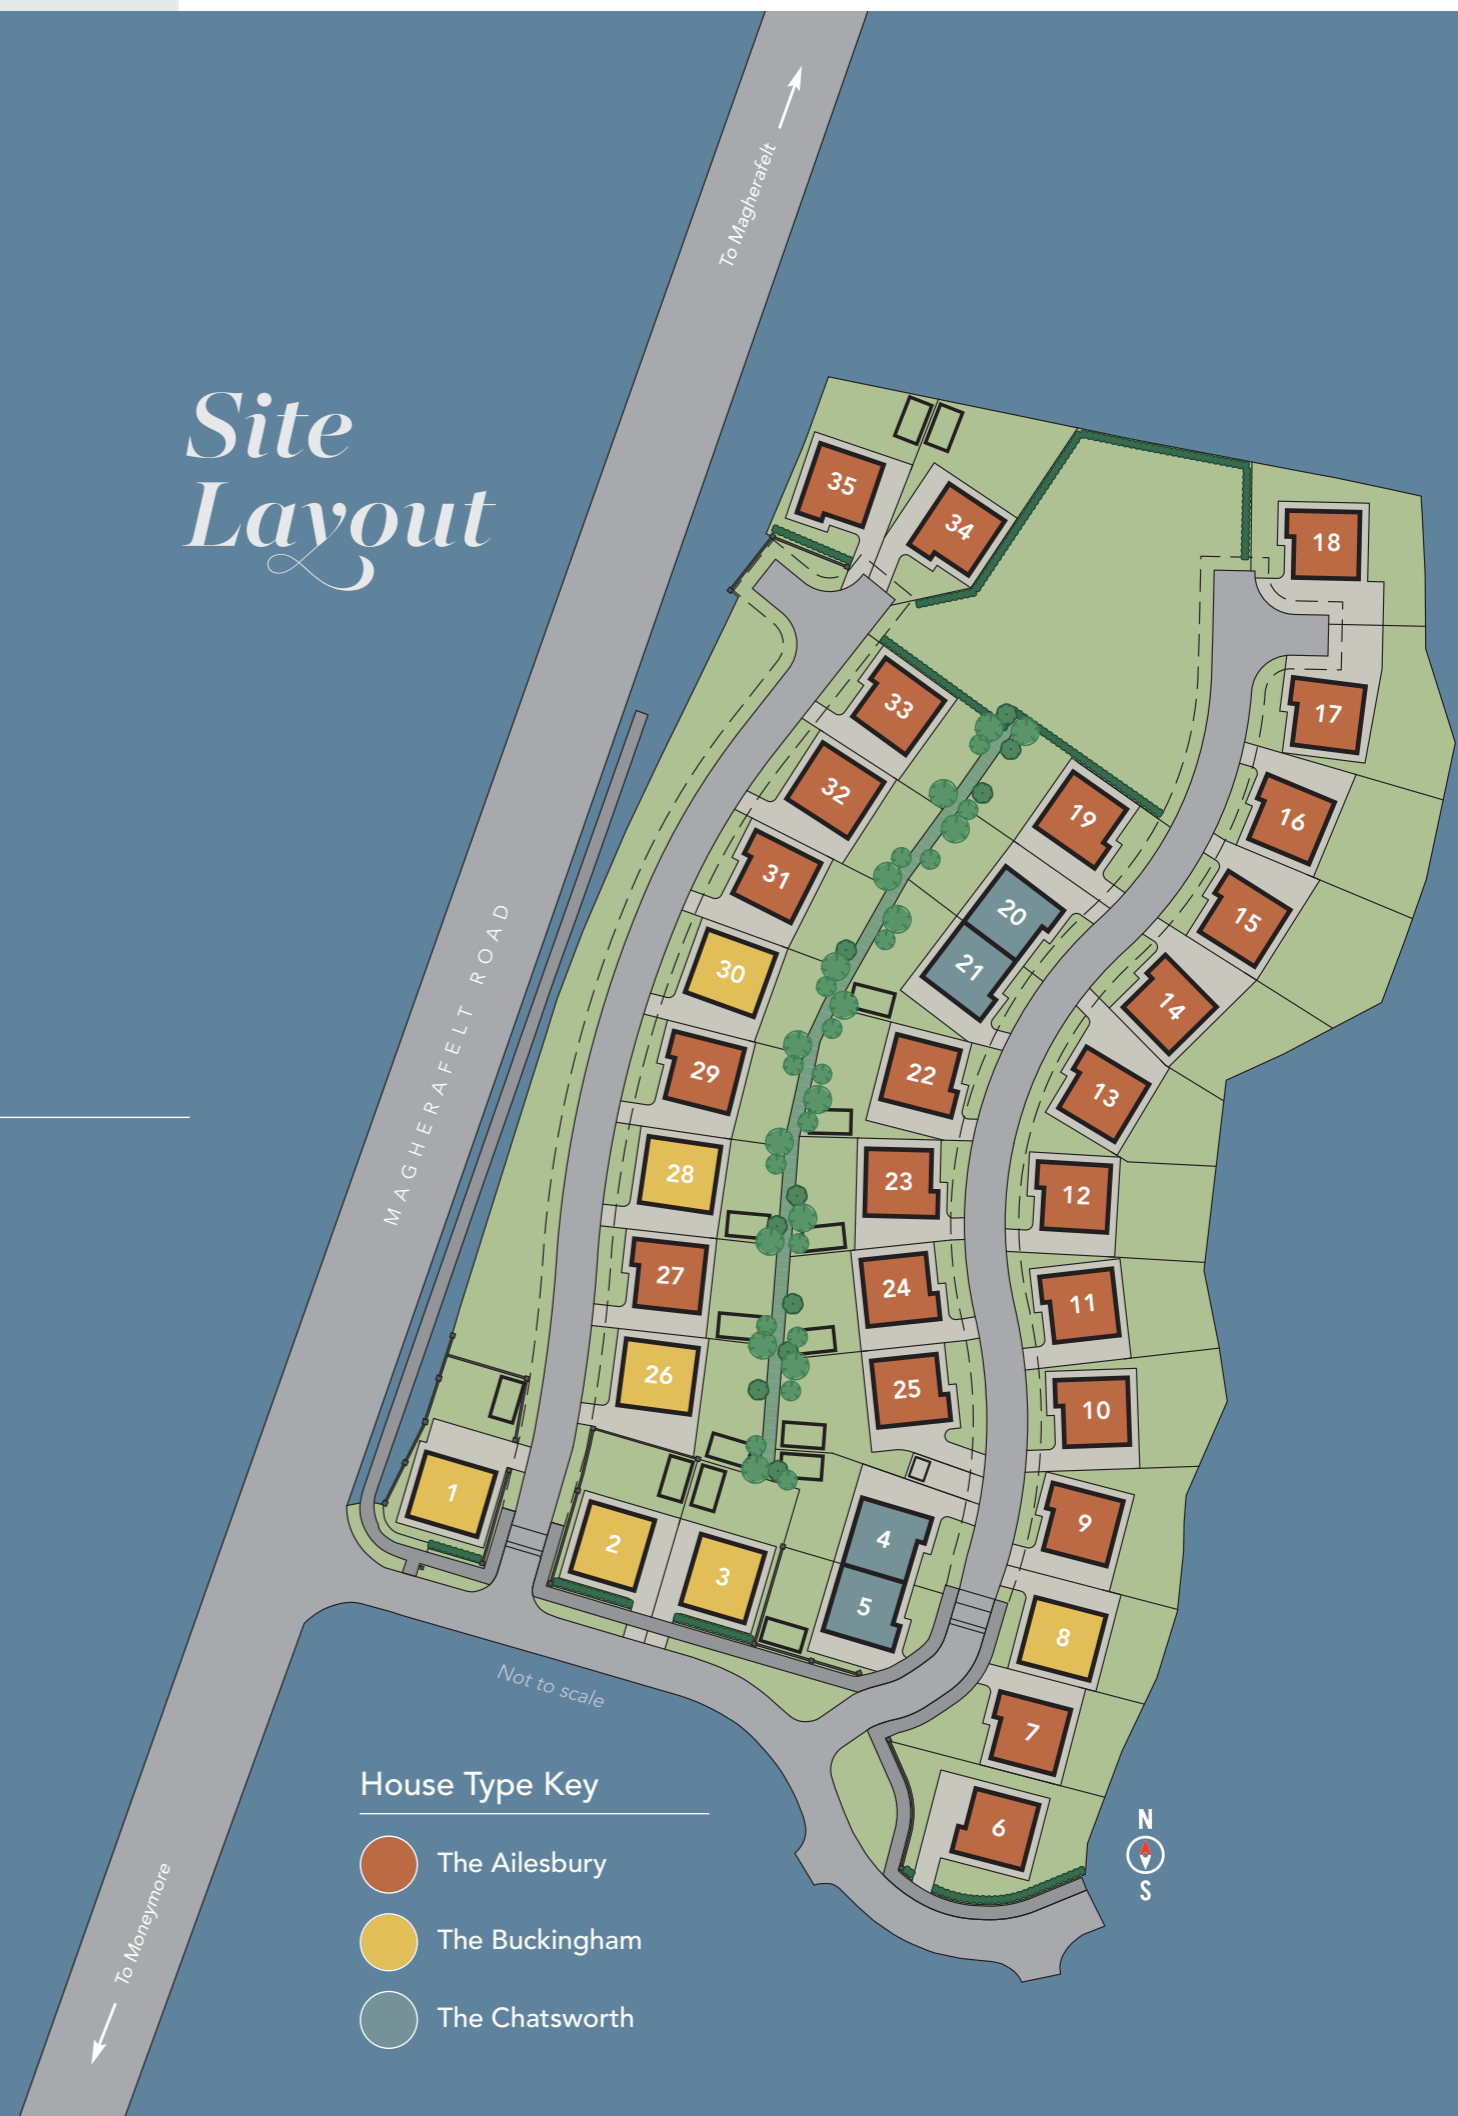 To Magherafelt
Site
Layout
35
34
18
33
17
32
19
16
31
20
15
30
21
14
29
22
13
28
23
12
27
24
11
26
25
10
1
2
3
4
5
9
8
7
6
MAGHERAFELT ROAD
Not to scale
House Type Key
The Ailesbury
The Buckingham
The Chatsworth
N
S
To Moneymore